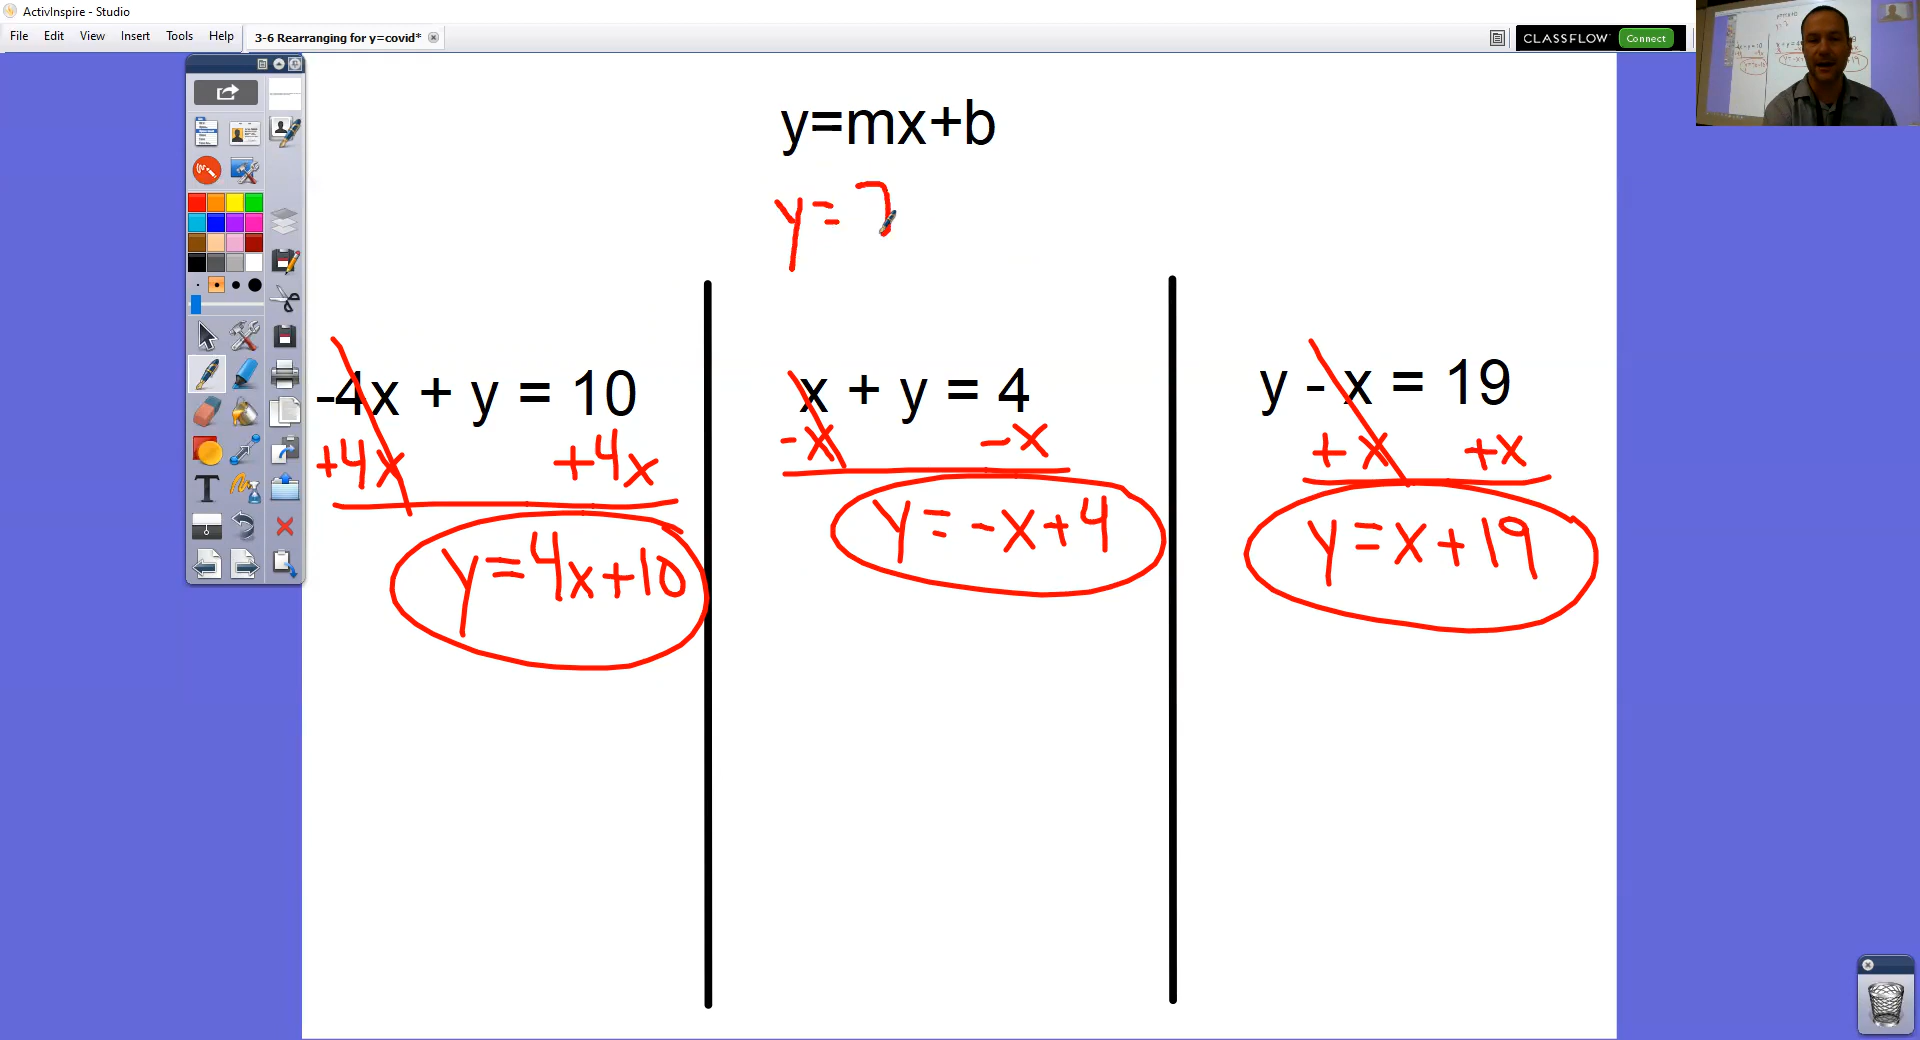 ActivInspire - Studio
File Edit View Insert Tools Help 3-6 Rearranging for y=covid*
CLASSFLOW Connect
y=mx+b
y=7
-4x + y = 10
+4x +4x
y=4x+10
x + y = 4
-x -x
y=-x+4
y - x = 19
+x +x
y=x+19